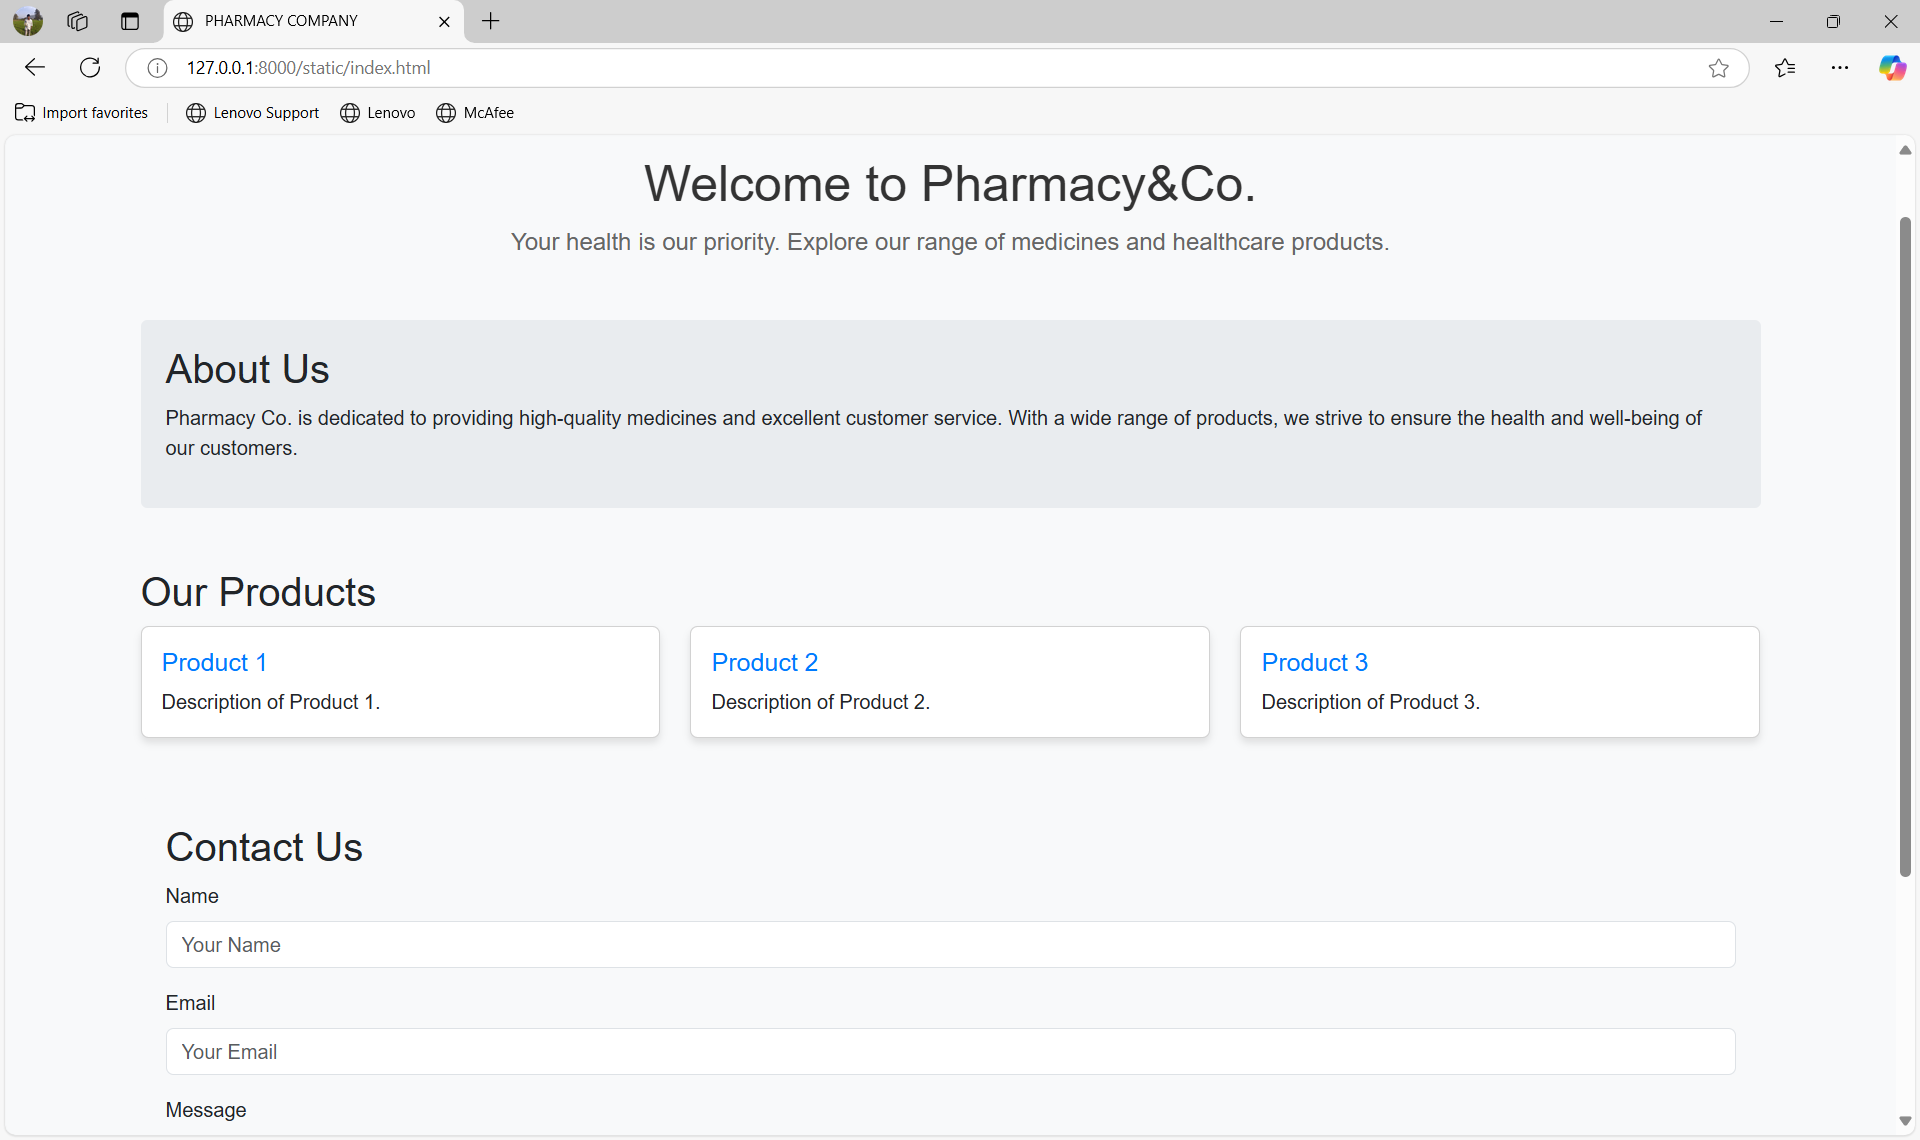 PHARMACY COMPANY
127.0.0.1:8000/static/index.html
Import favorites
Lenovo Support
Lenovo
McAfee
Welcome to Pharmacy&Co.
Your health is our priority. Explore our range of medicines and healthcare products.
About Us
Pharmacy Co. is dedicated to providing high-quality medicines and excellent customer service. With a wide range of products, we strive to ensure the health and well-being of
our customers.
Our Products
Product 1
Description of Product 1.
Product 2
Description of Product 2.
Product 3
Description of Product 3.
Contact Us
Name
Your Name
Email
Your Email
Message